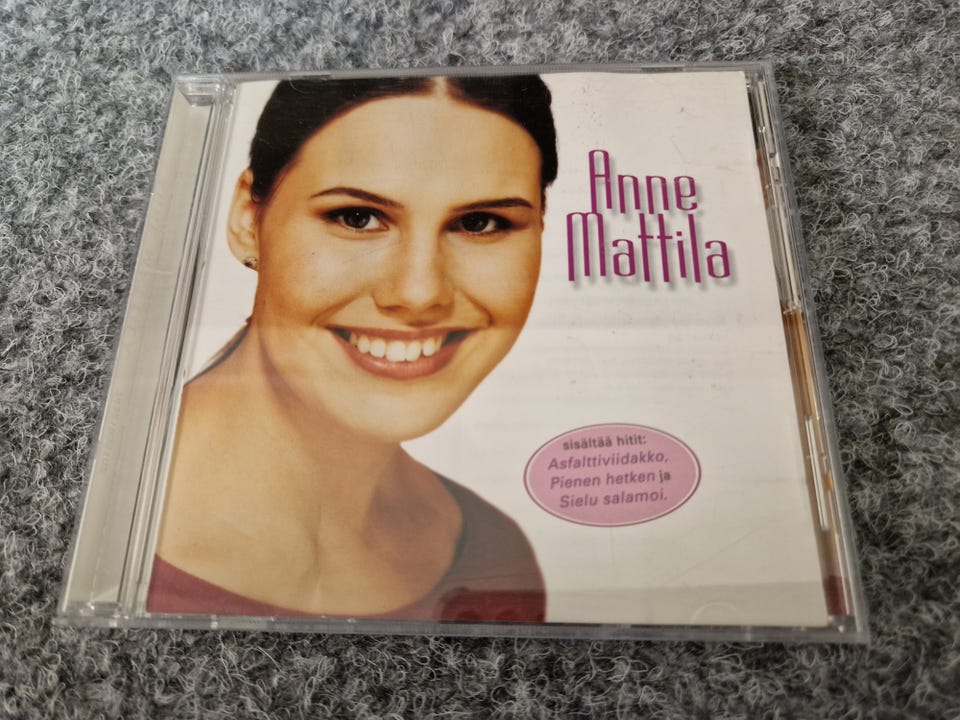 Anne
Mattila
sisältää hitit:
Asfalttiviidakko,
Pienen hetken ja
Sielu salamoi.